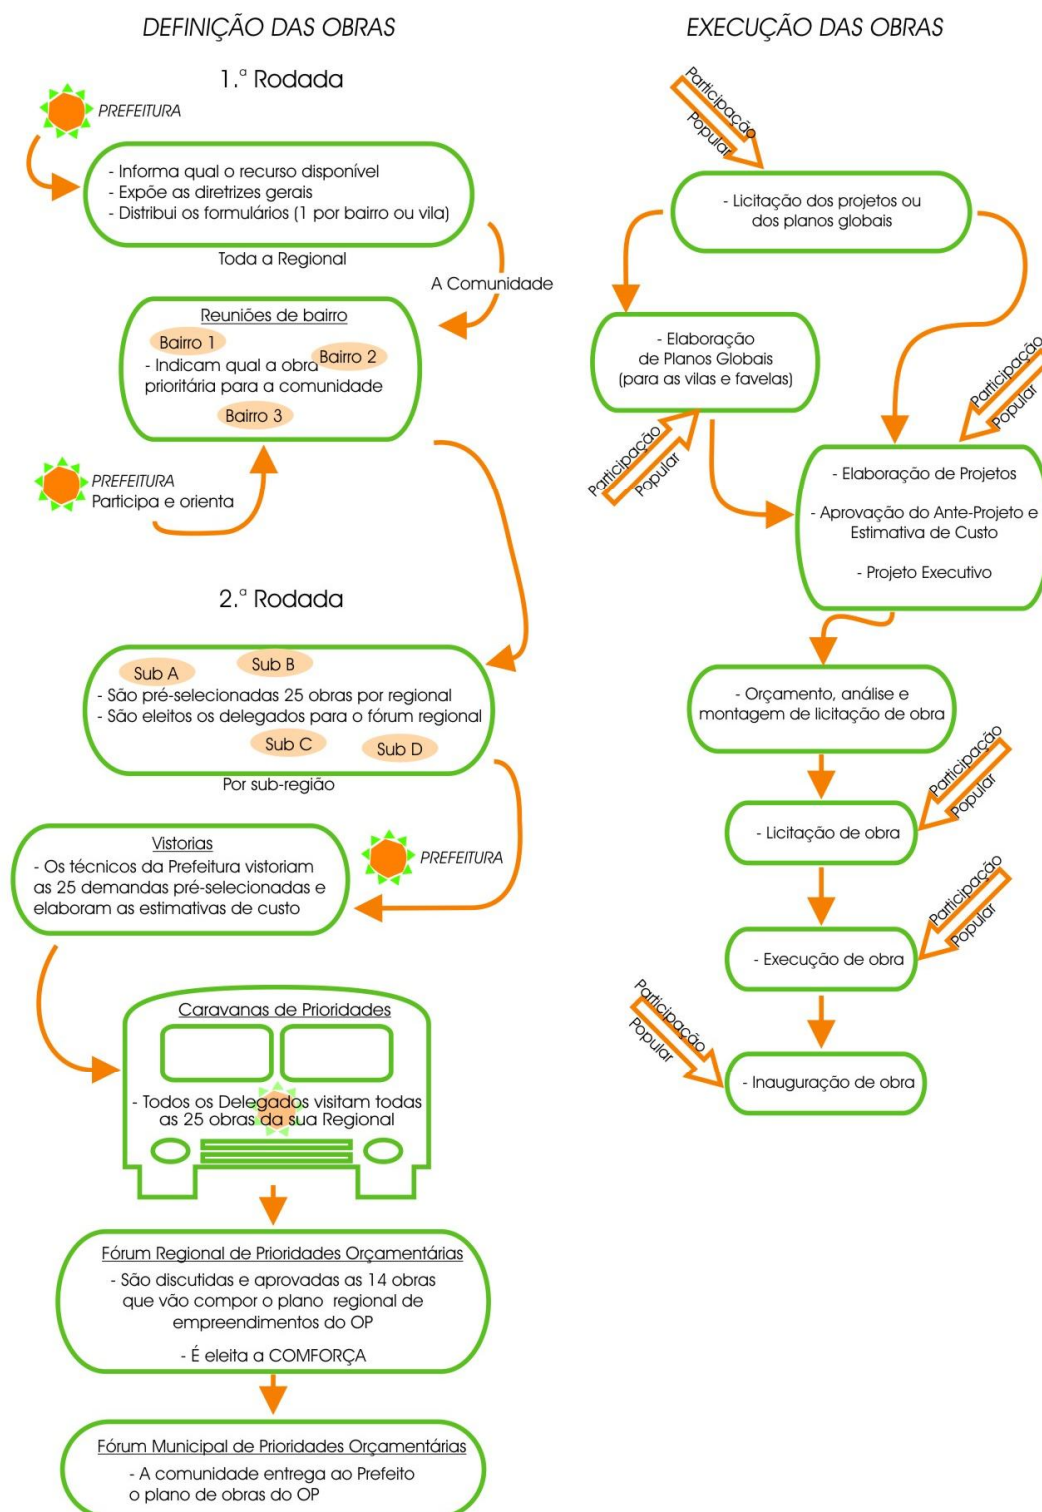 DEFINIÇÃO DAS OBRAS
1.ª Rodada
PREFEITURA
- Informa qual o recurso disponível
- Expõe as diretrizes gerais
- Distribui os formulários (1 por bairro ou vila)
Toda a Regional
A Comunidade
Reuniões de bairro
Bairro 1
Bairro 2
- Indicam qual a obra
prioritária para a comunidade
Bairro 3
PREFEITURA
Participa e orienta
2.ª Rodada
Sub A
Sub B
- São pré-selecionadas 25 obras por regional
- São eleitos os delegados para o fórum regional
Sub C
Sub D
Por sub-região
Vistorias
- Os técnicos da Prefeitura vistoriam
as 25 demandas pré-selecionadas e
elaboram as estimativas de custo
PREFEITURA
Caravanas de Prioridades
- Todos os Delegados visitam todas
as 25 obras da sua Regional
Fórum Regional de Prioridades Orçamentárias
- São discutidas e aprovadas as 14 obras
que vão compor o plano regional de
empreendimentos do OP
- É eleita a COMFORÇA
Fórum Municipal de Prioridades Orçamentárias
- A comunidade entrega ao Prefeito
o plano de obras do OP
EXECUÇÃO DAS OBRAS
Participação
Popular
- Licitação dos projetos ou
dos planos globais
- Elaboração
de Planos Globais
(para as vilas e favelas)
Participação
Popular
Participação
Popular
- Elaboração de Projetos
- Aprovação do Ante-Projeto e
Estimativa de Custo
- Projeto Executivo
- Orçamento, análise e
montagem de licitação de obra
Participação
Popular
- Licitação de obra
Participação
Popular
- Execução de obra
Participação
Popular
- Inauguração de obra